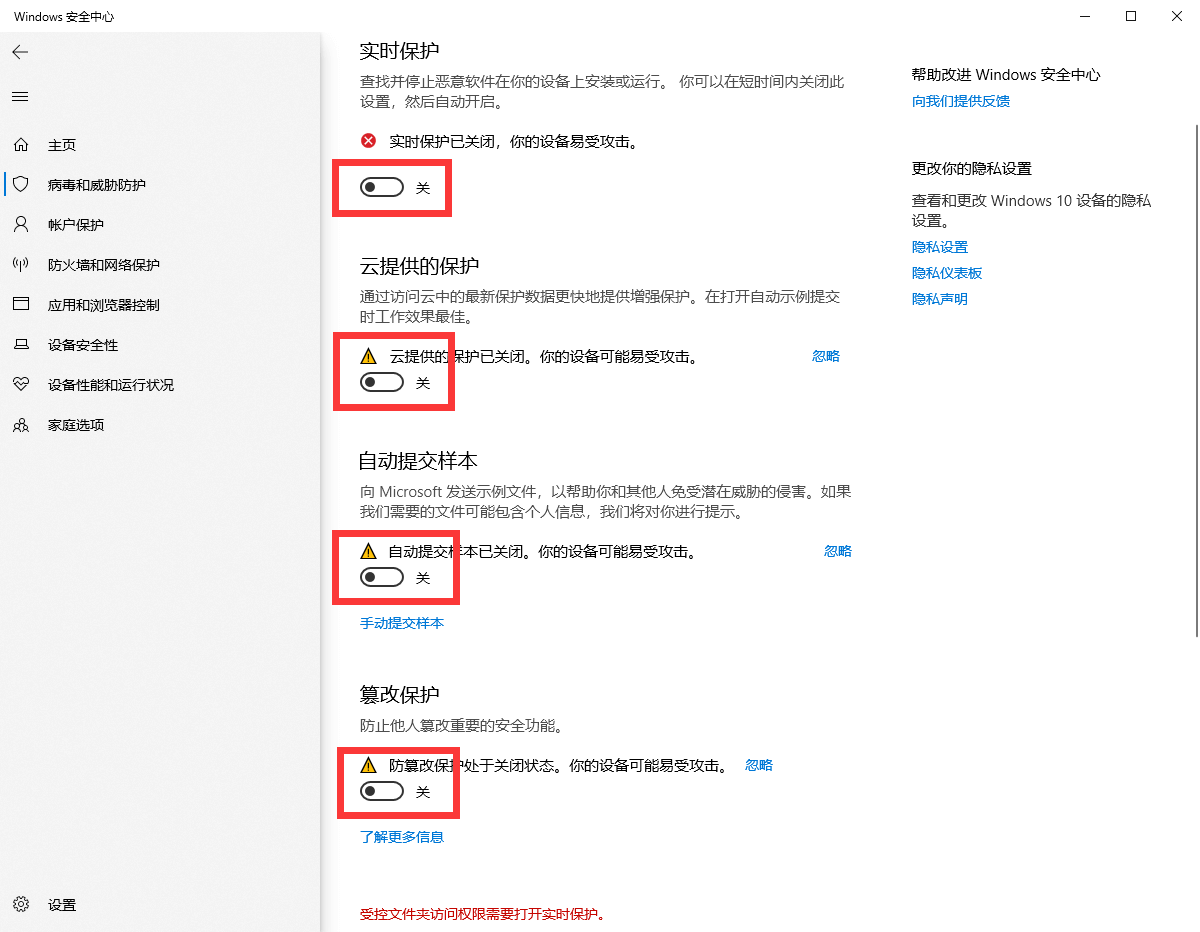 Windows 安全中心
主页
病毒和威胁防护
帐户保护
防火墙和网络保护
应用和浏览器控制
设备安全性
设备性能和运行状况
家庭选项
设置
实时保护
查找并停止恶意软件在你的设备上安装或运行。 你可以在短时间内关闭此
设置，然后自动开启。
实时保护已关闭，你的设备易受攻击。
关
云提供的保护
通过访问云中的最新保护数据更快地提供增强保护。在打开自动示例提交
时工作效果最佳。
云提供的保护已关闭。你的设备可能易受攻击。 忽略
关
自动提交样本
向 Microsoft 发送示例文件，以帮助你和其他人免受潜在威胁的侵害。如果
我们需要的文件可能包含个人信息，我们将对你进行提示。
自动提交样本已关闭。你的设备可能易受攻击。 忽略
关
手动提交样本
篡改保护
防止他人篡改重要的安全功能。
防篡改保护处于关闭状态。你的设备可能易受攻击。 忽略
关
了解更多信息
受控文件夹访问权限需要打开实时保护。
帮助改进 Windows 安全中心
向我们提供反馈
更改你的隐私设置
查看和更改 Windows 10 设备的隐私
设置。
隐私设置
隐私仪表板
隐私声明